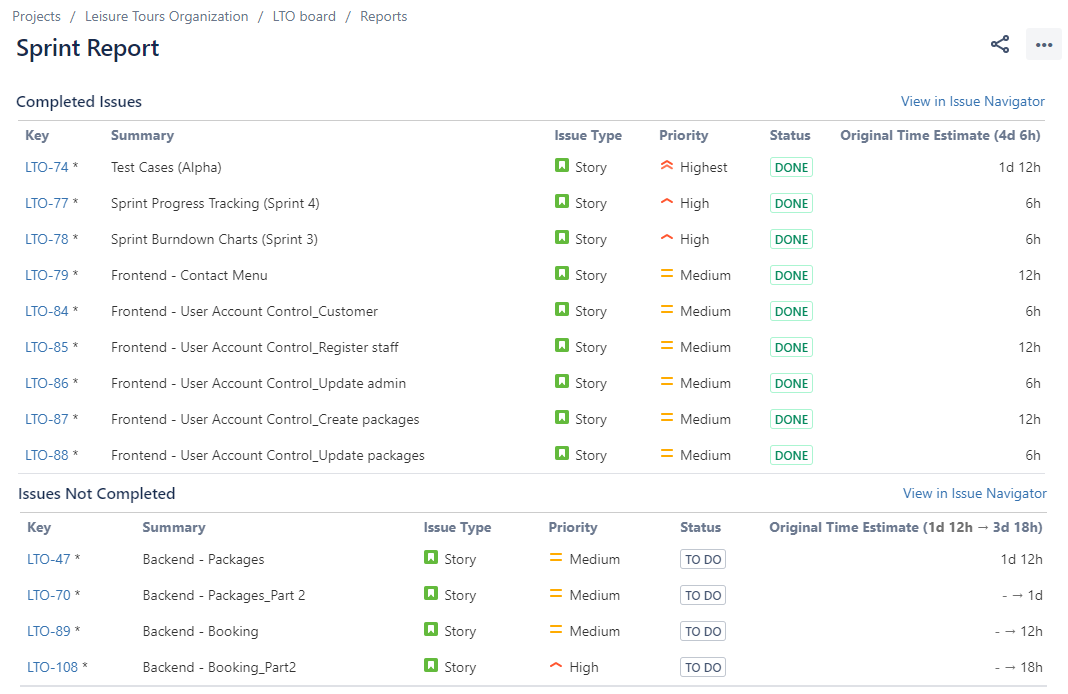 Projects / Leisure Tours Organization / LTO board / Reports
Sprint Report
Completed Issues View in Issue Navigator
Key Summary Issue Type Priority Status Original Time Estimate (4d 6h)
LTO-74 * Test Cases (Alpha) Story Highest DONE 1d 12h
LTO-77 * Sprint Progress Tracking (Sprint 4) Story High DONE 6h
LTO-78 * Sprint Burndown Charts (Sprint 3) Story High DONE 6h
LTO-79 * Frontend - Contact Menu Story Medium DONE 12h
LTO-84 * Frontend - User Account Control_Customer Story Medium DONE 6h
LTO-85 * Frontend - User Account Control_Register staff Story Medium DONE 12h
LTO-86 * Frontend - User Account Control_Update admin Story Medium DONE 6h
LTO-87 * Frontend - User Account Control_Create packages Story Medium DONE 12h
LTO-88 * Frontend - User Account Control_Update packages Story Medium DONE 6h
Issues Not Completed View in Issue Navigator
Key Summary Issue Type Priority Status Original Time Estimate (1d 12h → 3d 18h)
LTO-47 * Backend - Packages Story Medium TO DO 1d 12h
LTO-70 * Backend - Packages_Part 2 Story Medium TO DO - → 1d
LTO-89 * Backend - Booking Story Medium TO DO - → 12h
LTO-108 * Backend - Booking_Part2 Story High TO DO - → 18h